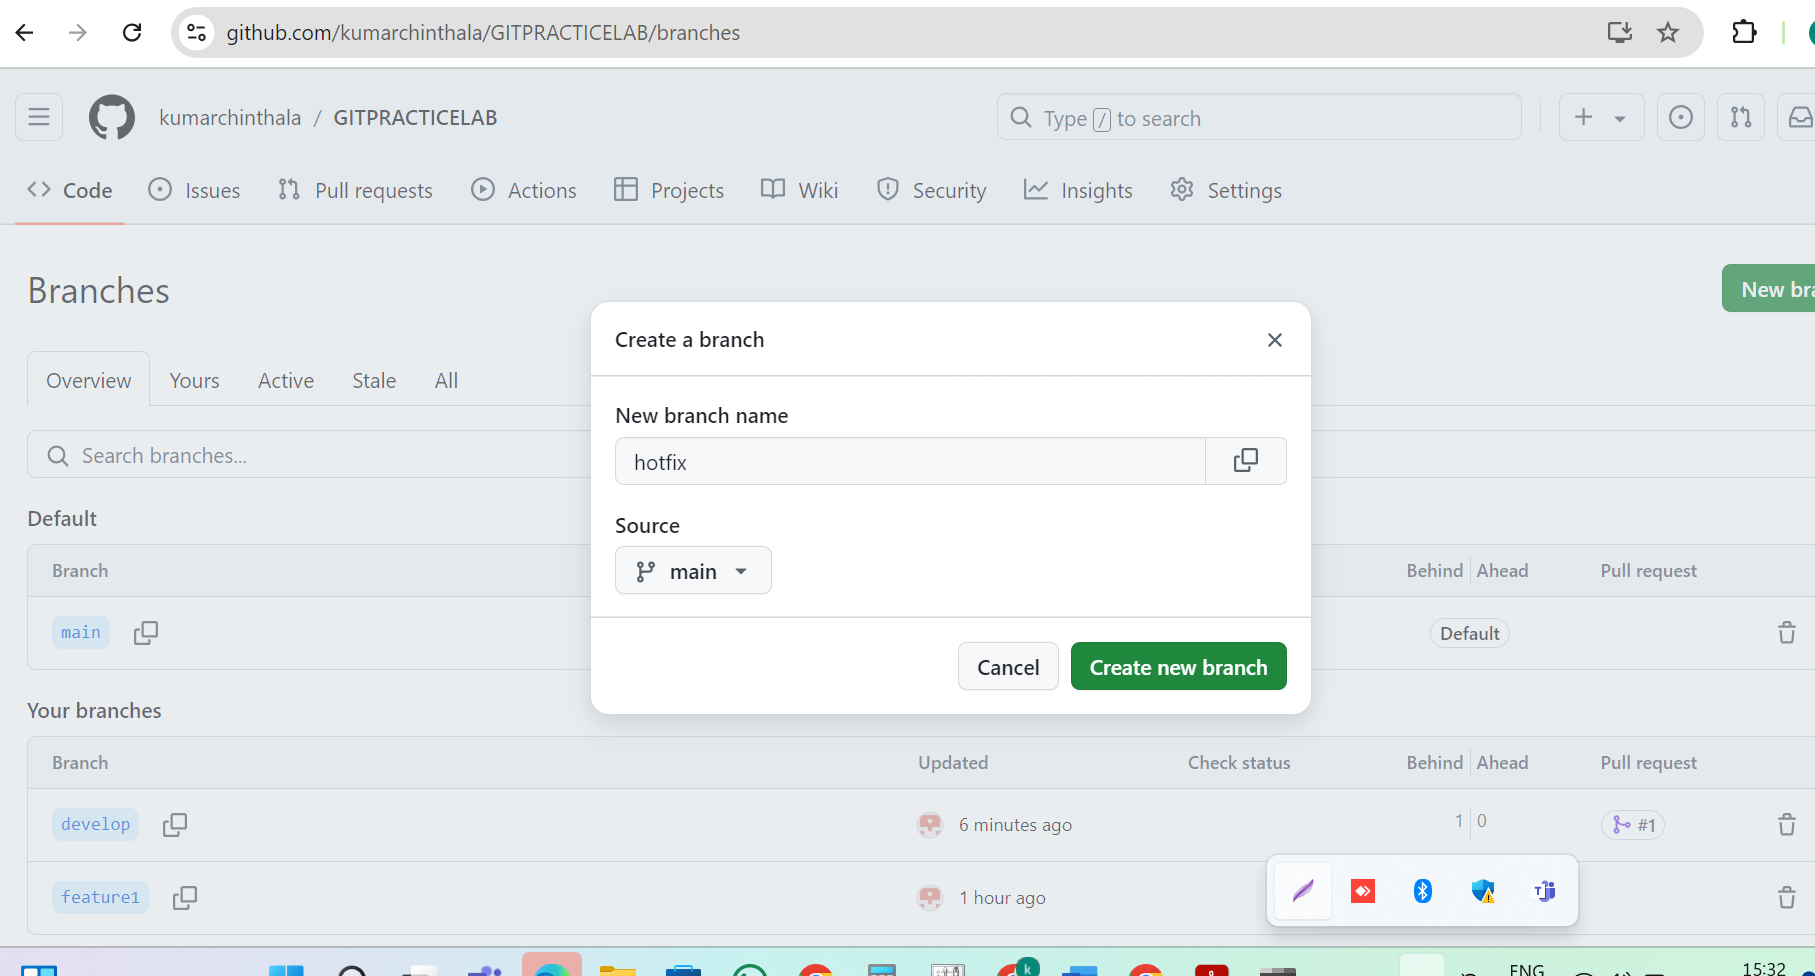 github.com/kumarchinthala/GITPRACTICELAB/branches
kumarchinthala / GITPRACTICELAB
Type / to search
Code Issues Pull requests Actions Projects Wiki Security Insights Settings
Branches
New bra
Overview Yours Active Stale All
Search branches...
Create a branch
New branch name
hotfix
Source
main
Cancel Create new branch
Default
Branch Behind Ahead Pull request
main Default
Your branches
Branch Updated Check status Behind Ahead Pull request
develop 6 minutes ago 1 0 #1
feature1 1 hour ago
k
ENG 15:32